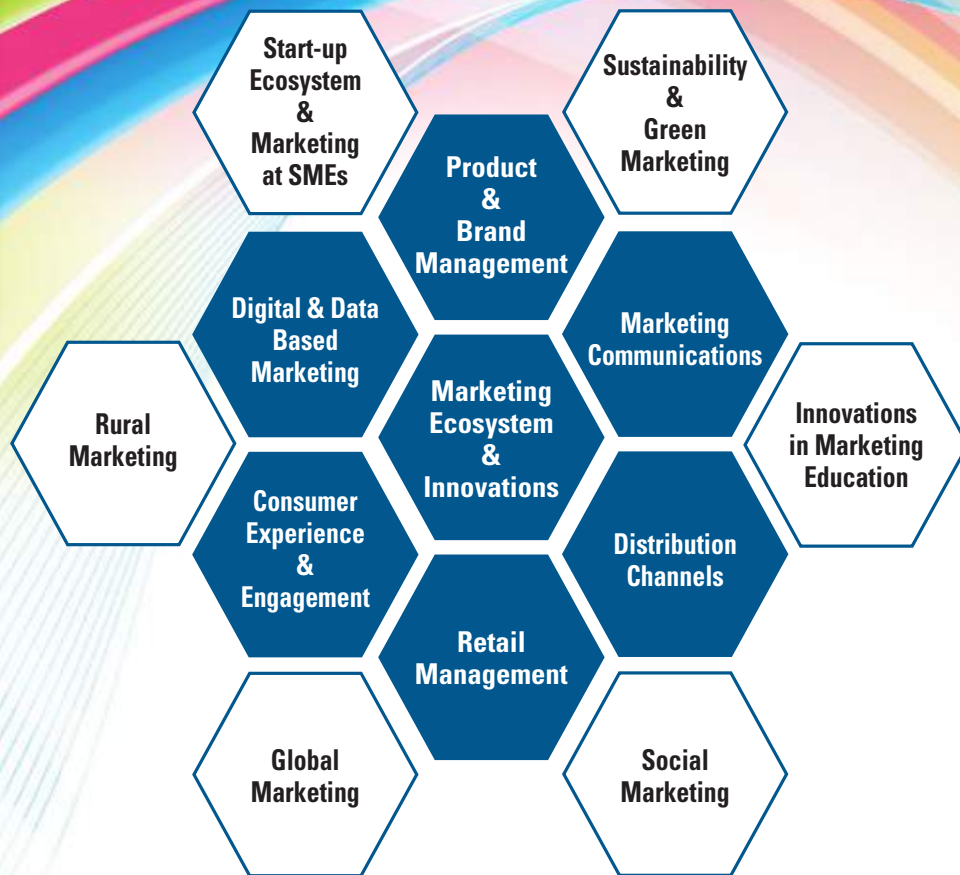 Start-up
Ecosystem
&
Marketing
at SMEs
Sustainability
&
Green
Marketing
Product
&
Brand
Management
Digital & Data
Based
Marketing
Marketing
Communications
Marketing
Ecosystem
&
Innovations
Rural
Marketing
Innovations
in Marketing
Education
Consumer
Experience
&
Engagement
Distribution
Channels
Retail
Management
Global
Marketing
Social
Marketing